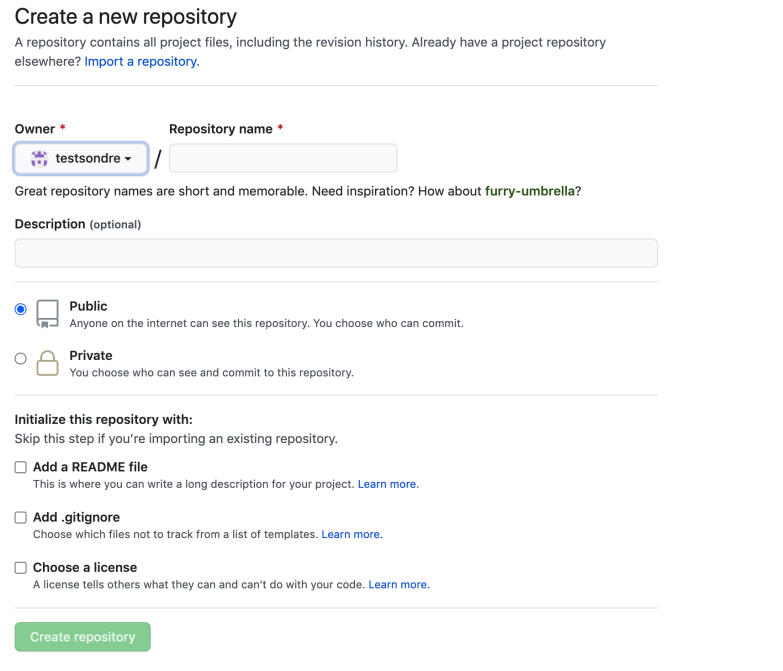 Create a new repository
A repository contains all project files, including the revision history. Already have a project repository
elsewhere? Import a repository.
Owner * Repository name *
testsondre /
Great repository names are short and memorable. Need inspiration? How about furry-umbrella?
Description (optional)
Public
Anyone on the internet can see this repository. You choose who can commit.
Private
You choose who can see and commit to this repository.
Initialize this repository with:
Skip this step if you’re importing an existing repository.
Add a README file
This is where you can write a long description for your project. Learn more.
Add .gitignore
Choose which files not to track from a list of templates. Learn more.
Choose a license
A license tells others what they can and can't do with your code. Learn more.
Create repository